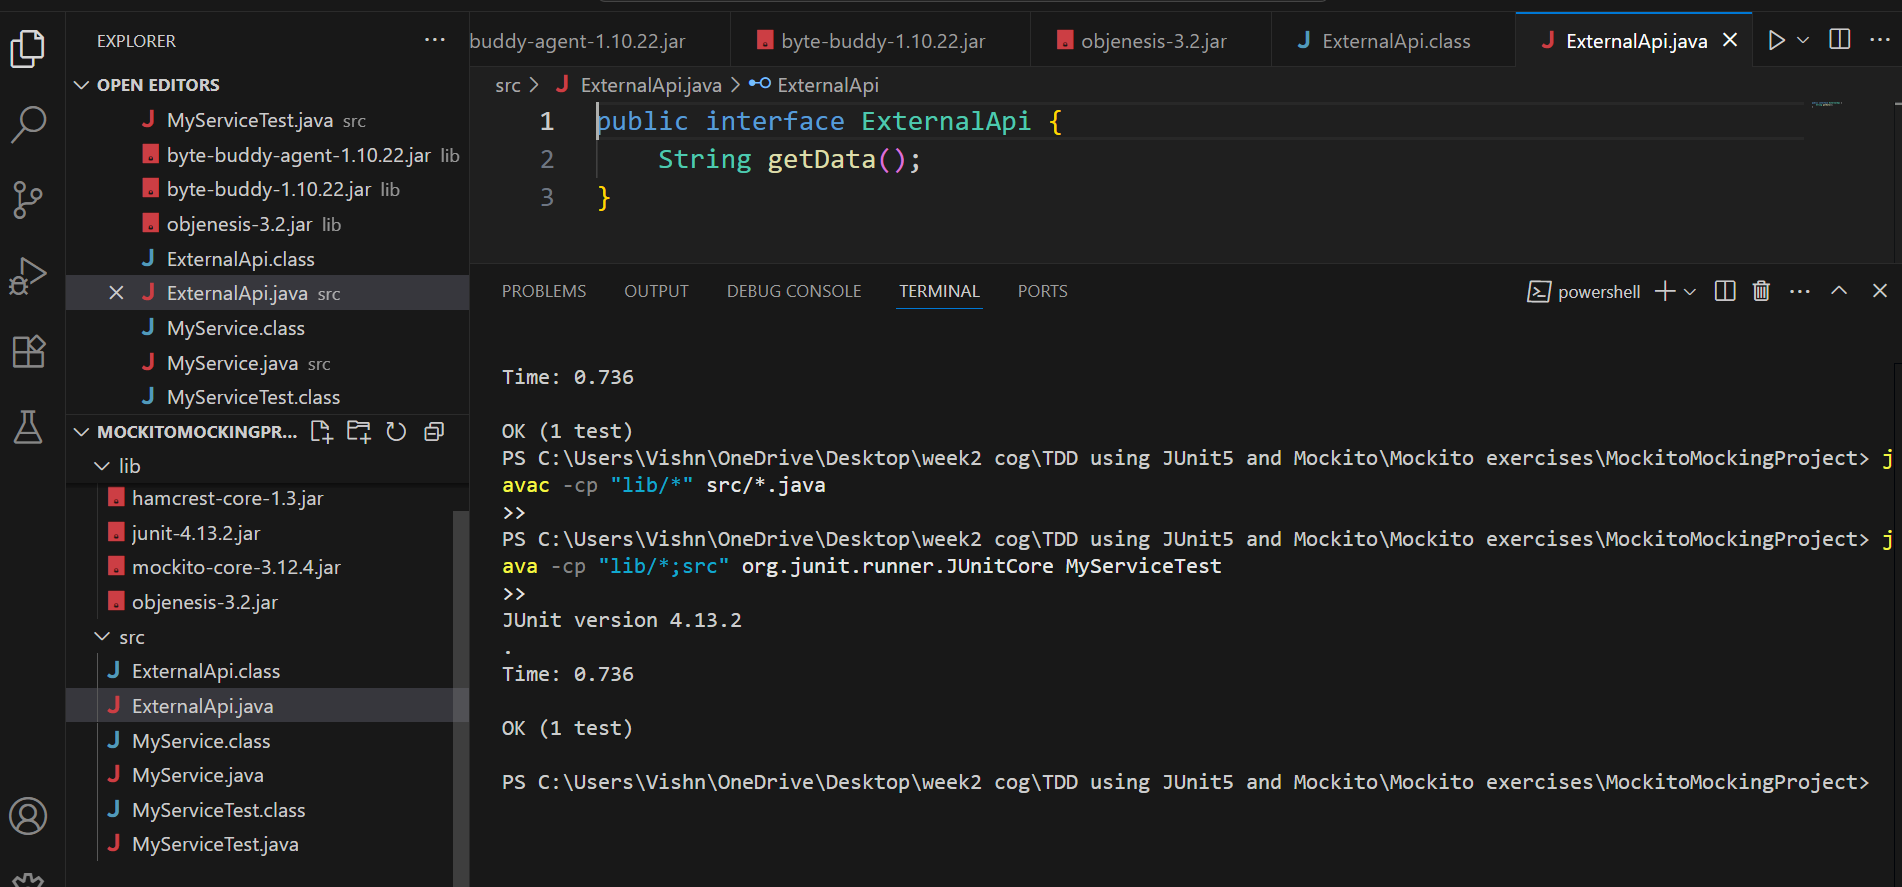 EXPLORER
OPEN EDITORS
MyServiceTest.java src
byte-buddy-agent-1.10.22.jar lib
byte-buddy-1.10.22.jar lib
objenesis-3.2.jar lib
ExternalApi.class
ExternalApi.java src
MyService.class
MyService.java src
MyServiceTest.class
MOCKITOMOCKINGPR...
lib
hamcrest-core-1.3.jar
junit-4.13.2.jar
mockito-core-3.12.4.jar
objenesis-3.2.jar
src
ExternalApi.class
ExternalApi.java
MyService.class
MyService.java
MyServiceTest.class
MyServiceTest.java
buddy-agent-1.10.22.jar byte-buddy-1.10.22.jar objenesis-3.2.jar ExternalApi.class ExternalApi.java
src > ExternalApi.java > ExternalApi
1 public interface ExternalApi {
2     String getData();
3 }
PROBLEMS OUTPUT DEBUG CONSOLE TERMINAL PORTS powershell
Time: 0.736
OK (1 test)
PS C:\Users\Vishn\OneDrive\Desktop\week2 cog\TDD using JUnit5 and Mockito\Mockito exercises\MockitoMockingProject> j
avac -cp "lib/*" src/*.java
>>
PS C:\Users\Vishn\OneDrive\Desktop\week2 cog\TDD using JUnit5 and Mockito\Mockito exercises\MockitoMockingProject> j
ava -cp "lib/*;src" org.junit.runner.JUnitCore MyServiceTest
>>
JUnit version 4.13.2
.
Time: 0.736
OK (1 test)
PS C:\Users\Vishn\OneDrive\Desktop\week2 cog\TDD using JUnit5 and Mockito\Mockito exercises\MockitoMockingProject>